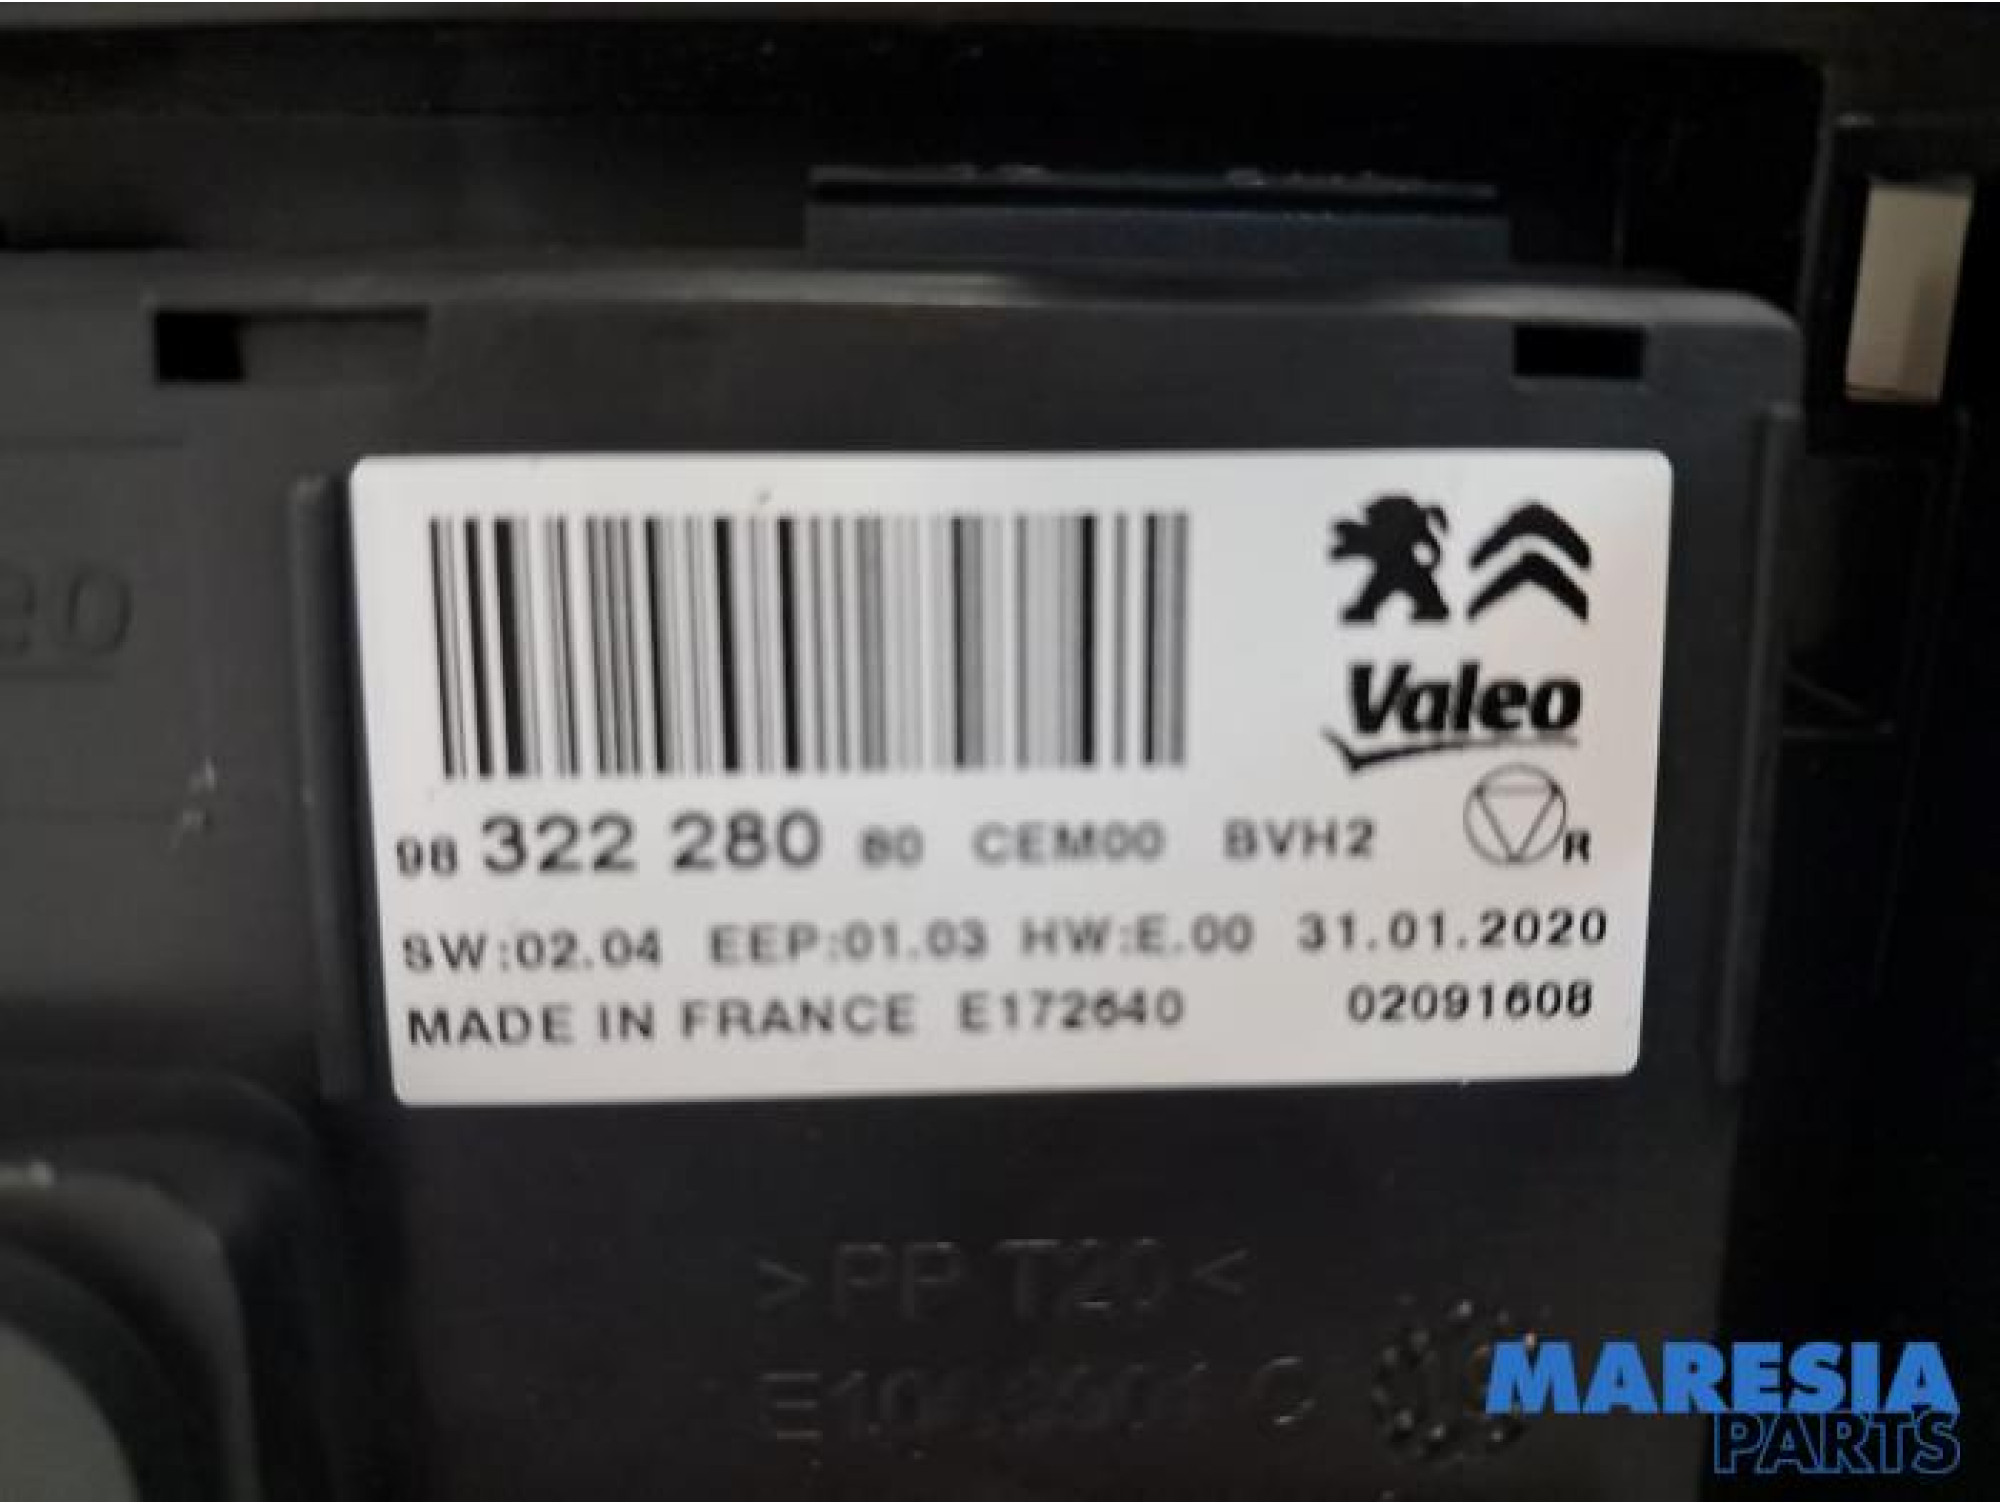 Valeo
98 322 280 80 CEM00 BVH2 R
SW:02.04 EEP:01.03 HW:E.00 31.01.2020
MADE IN FRANCE E172640 02091608
>PP T20<
MARESIA
PARTS